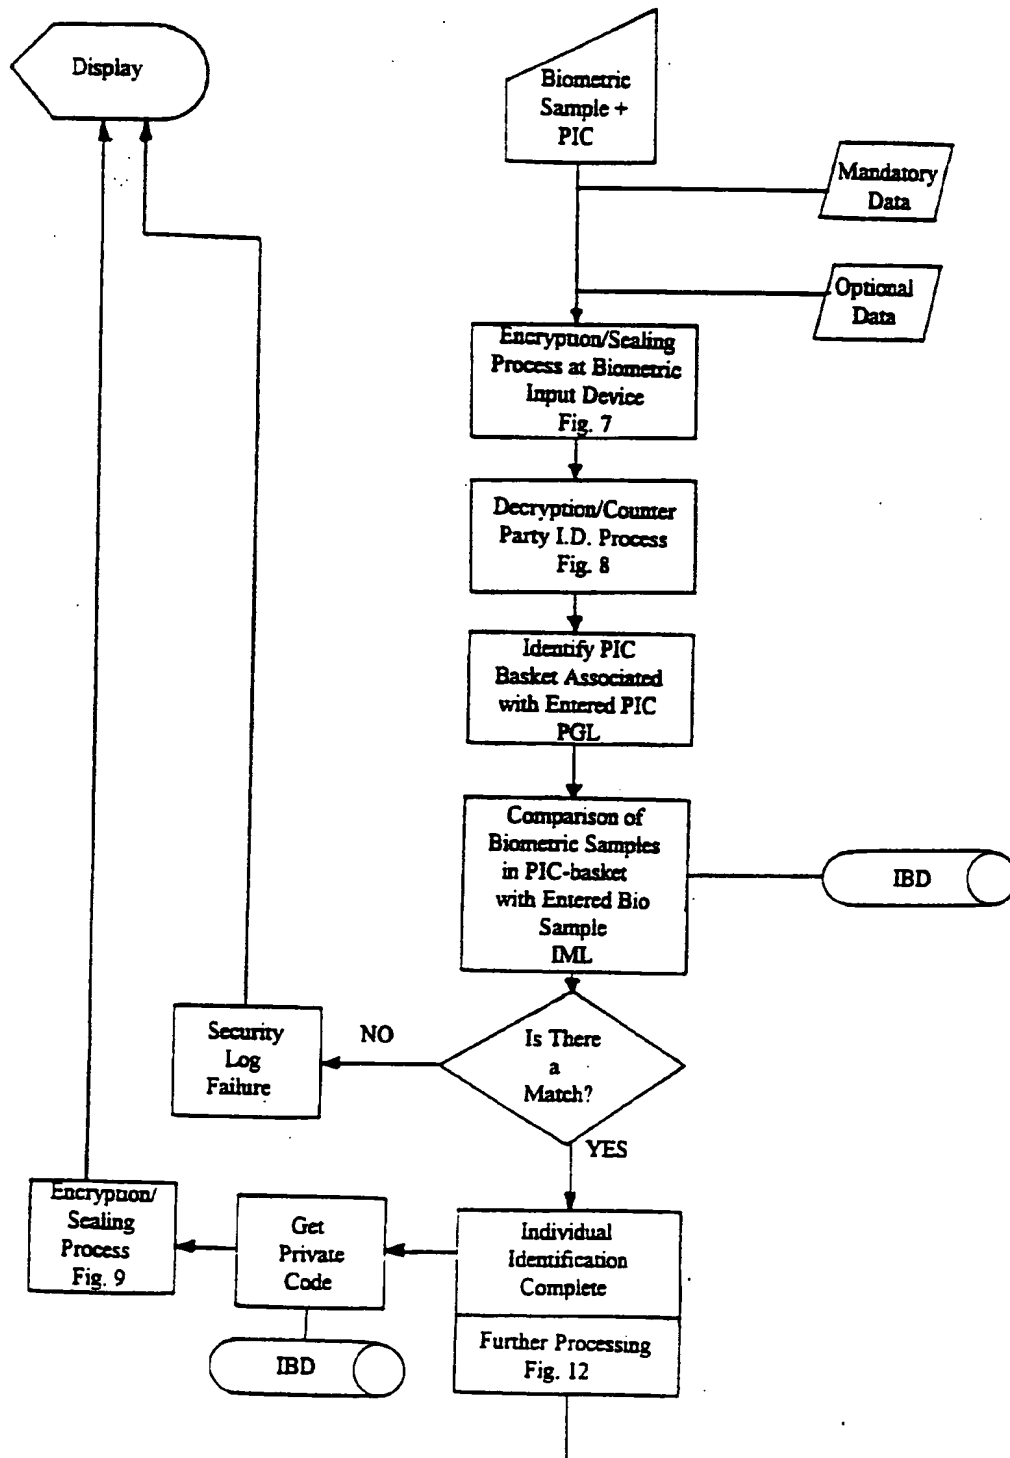 Display
Biometric
Sample +
PIC
Mandatory
Data
Optional
Data
Encryption/Sealing
Process at Biometric
Input Device
Fig. 7
Decryption/Counter
Party I.D. Process
Fig. 8
Identify PIC
Basket Associated
with Entered PIC
PGL
Comparison of
Biometric Samples
in PIC-basket
with Entered Bio
Sample
IML
IBD
Is There
a
Match?
NO
Security
Log
Failure
YES
Encryption/
Sealing
Process
Fig. 9
Get
Private
Code
Individual
Identification
Complete
Further Processing
Fig. 12
IBD